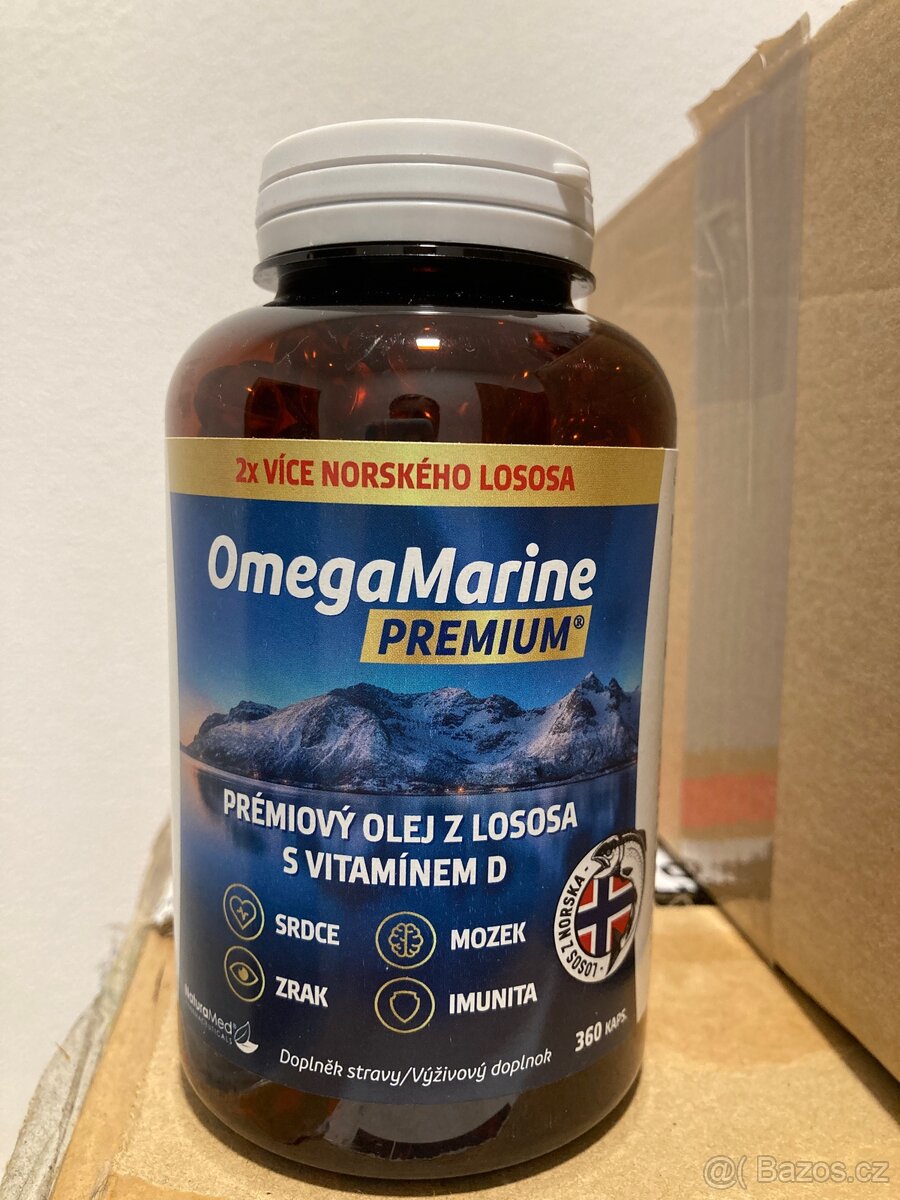 2x VÍCE NORSKÉHO LOSOSA
OmegaMarine
PREMIUM®
PRÉMIOVÝ OLEJ Z LOSOSA
S VITAMÍNEM D
SRDCE
MOZEK
ZRAK
IMUNITA
LOSOS Z NORSKA
NaturaMed®
PHARMACEUTICALS
360 KAPS.
Doplněk stravy/Výživový doplnok
@( Bazos.cz